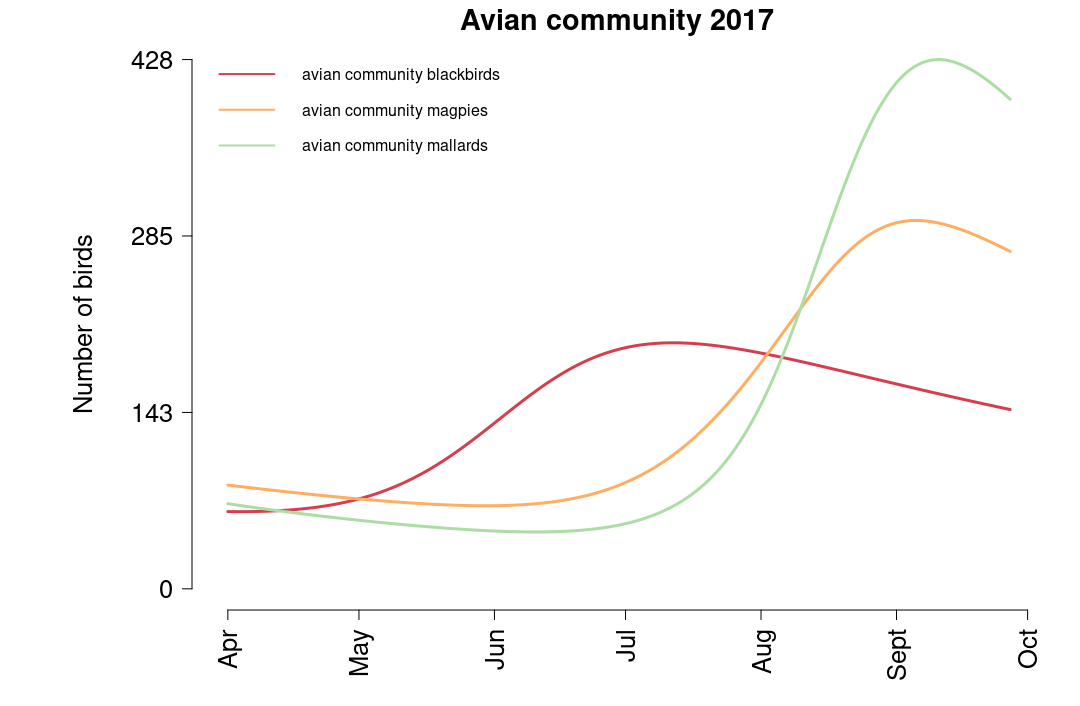 Avian community 2017
428
285
143
0
Number of birds
avian community blackbirds
avian community magpies
avian community mallards
Apr
May
Jun
Jul
Aug
Sept
Oct